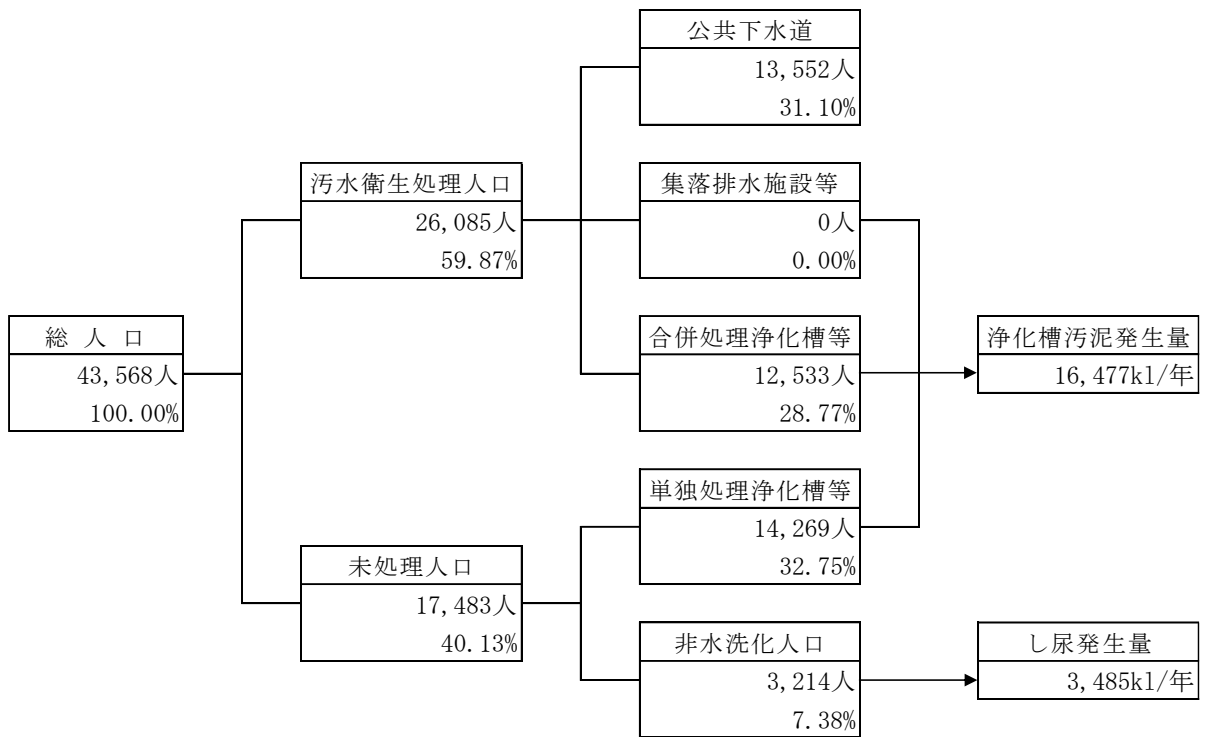 公共下水道
13,552人
31.10%
汚水衛生処理人口
26,085人
59.87%
集落排水施設等
0人
0.00%
総 人 口
43,568人
100.00%
合併処理浄化槽等
12,533人
28.77%
浄化槽汚泥発生量
16,477kl/年
単独処理浄化槽等
14,269人
32.75%
未処理人口
17,483人
40.13%
非水洗化人口
3,214人
7.38%
し尿発生量
3,485kl/年